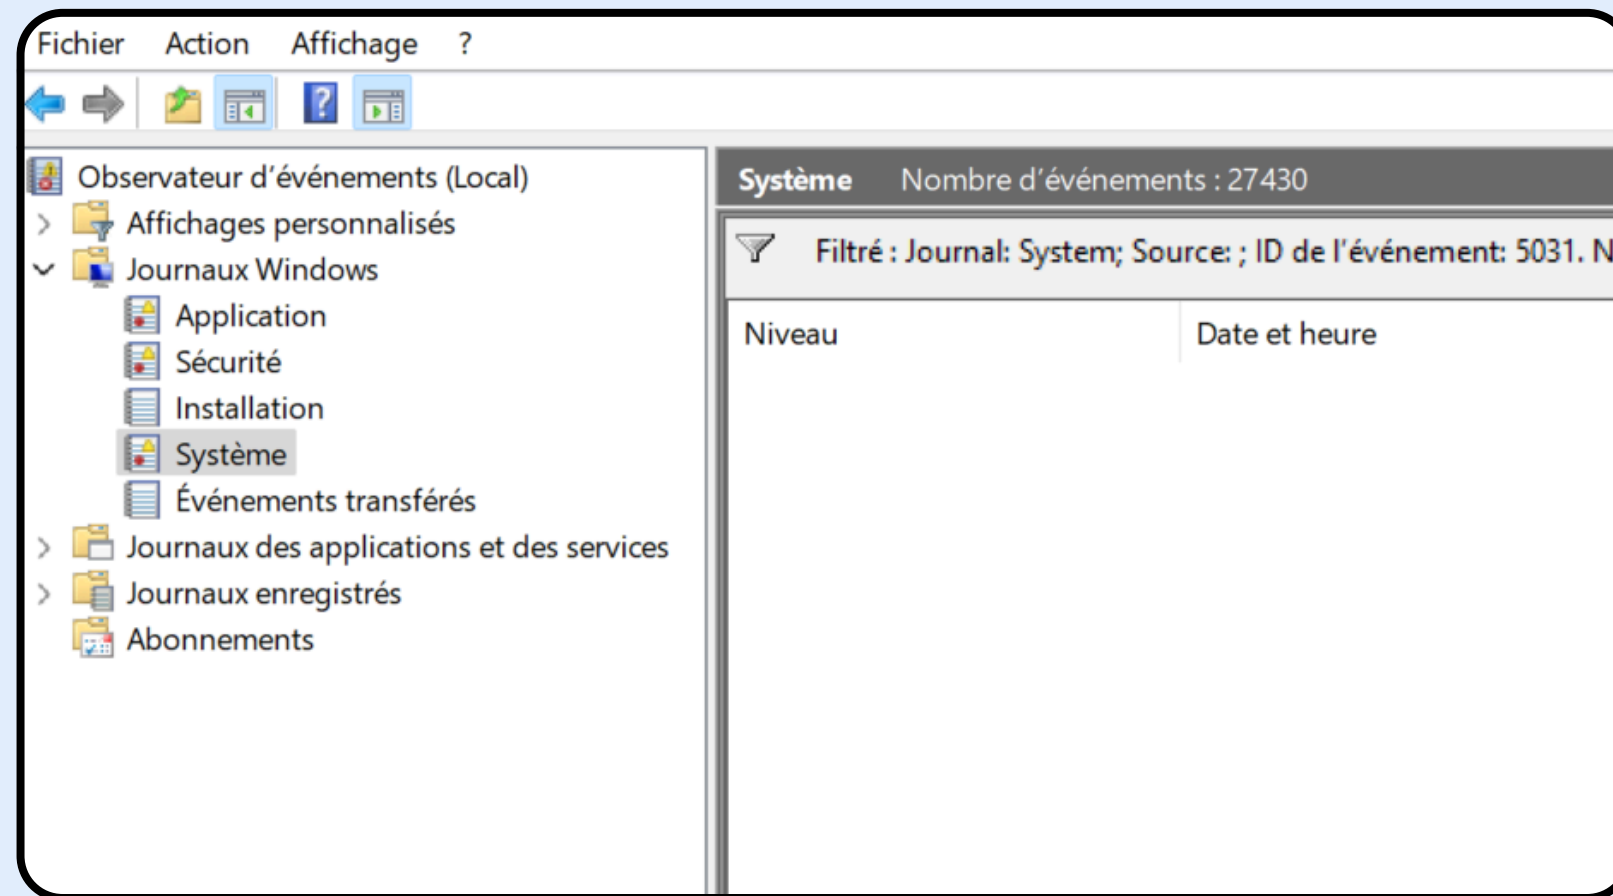 Fichier Action Affichage ?
Observateur d'événements (Local)
Affichages personnalisés
Journaux Windows
Application
Sécurité
Installation
Système
Événements transférés
Journaux des applications et des services
Journaux enregistrés
Abonnements
Système Nombre d'événements : 27430
Filtré : Journal: System; Source: ; ID de l'événement: 5031. N
Niveau Date et heure